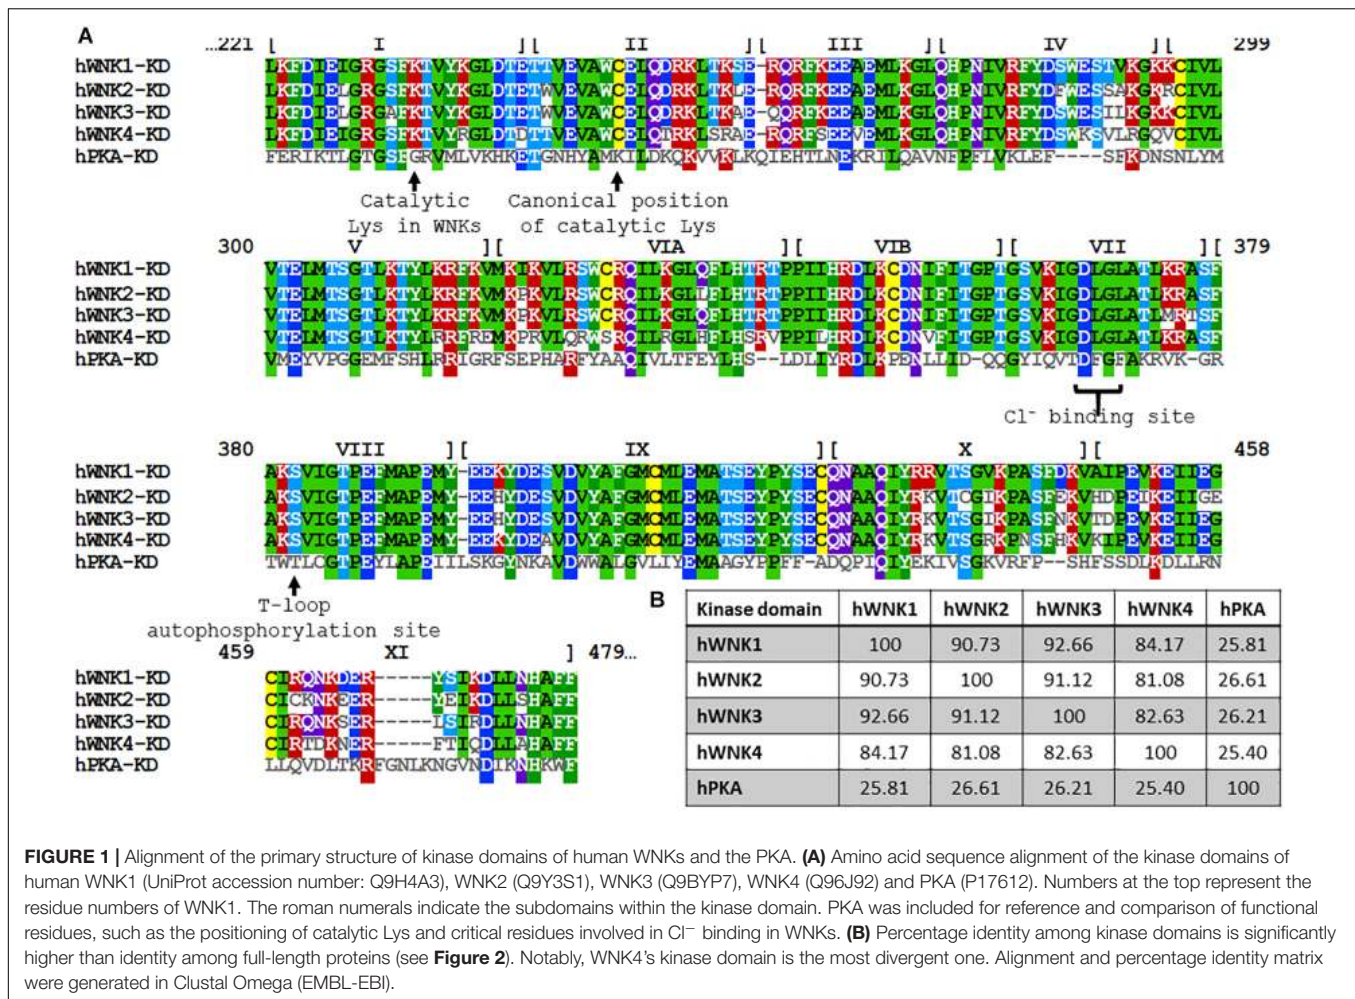 A
...221 [ I ][ II ][ III ][ IV ][ 299
hWNK1-KD LKFDIEIGRGSFKTVYKGLDTETTVEVAWCELQDRKLTKSE-RQRFKEEAEMLKGLQHPNIVRFYDSWESTVKGKKCIVL
hWNK2-KD LKFDIELGRGSFKTVYKGLDTETWVEVAWCELQDRKLTKLE-RQRFKEEAEMLKGLQHPNIVRFYDFWESSAKGKRCIVL
hWNK3-KD LKFDIELGRGAFKTVYKGLDTETWVEVAWCELQDRKLTKAE-QQRFKEEAEMLKGLQHPNIVRFYDSWESILKGKKCIVL
hWNK4-KD LKFDIEIGRGSFKTVYRGLDTDTTVEVAWCELQTRKLSRAE-RQRFSEEVEMLKGLQHPNIVRFYDSWKSVLRGQVCIVL
hPKA-KD FERIKTLGTGSFGRVMLVKHKETGNHYAMKILDKQKVVKLKQIEHTLNEKRILQAVNFPFLVKLEF----SFKDNSNLYM
Catalytic Canonical position
Lys in WNKs of catalytic Lys
300 V ][ VIA ][ VIB ][ VII ][ 379
hWNK1-KD VTELMTSGTLKTYLKRFKVMKIKVLRSWCRQILKGLQFLHTRTPPIIHRDLKCDNIFITGPTGSVKIGDLGLATLKRASF
hWNK2-KD VTELMTSGTLKTYLKRFKVMKPKVLRSWCRQILKGLLFLHTRTPPIIHRDLKCDNIFITGPTGSVKIGDLGLATLKRASF
hWNK3-KD VTELMTSGTLKTYLKRFKVMKPKVLRSWCRQILKGLQFLHTRTPPIIHRDLKCDNIFITGPTGSVKIGDLGLATLMRTSF
hWNK4-KD VTELMTSGTLKTYLRRFREMKPRVLQRWSRQILRGLHFLHSRVPPILHRDLKCDNVFITGPTGSVKIGDLGLATLKRASF
hPKA-KD VMEYVPGGEMFSHLRRIGRFSEPHARFYAAQIVLTFEYLHS--LDLIYRDLKPENLLID-QQGYIQVTDFGFAKRVK-GR
Cl⁻ binding site
380 VIII ][ IX ][ X ][ 458
hWNK1-KD AKSVIGTPEFMAPEMY-EEKYDESVDVYAFGMCMLEMATSEYPYSECQNAAQIYRRVTSGVKPASFDKVAIPEVKEIIEG
hWNK2-KD AKSVIGTPEFMAPEMY-EEHYDESVDVYAFGMCMLEMATSEYPYSECQNAAQIYRKVTCGIKPASFEKVHDPEIKEIIGE
hWNK3-KD AKSVIGTPEFMAPEMY-EEHYDESVDVYAFGMCMLEMATSEYPYSECQNAAQIYRKVTSGIKPASFNKVTDPEVKEIIEG
hWNK4-KD AKSVIGTPEFMAPEMY-EEKYDEAVDVYAFGMCMLEMATSEYPYSECQNAAQIYRKVTSGRKPNSFHKVKIPEVKEIIEG
hPKA-KD TWTLCGTPEYLAPEIILSKGYNKAVDWWALGVLIYEMAAGYPPFF-ADQPIQIYEKIVSGKVRFP--SHFSSDLKDLLRN
T-loop
autophosphorylation site
459 XI ] 479...
hWNK1-KD CIRQNKDER-----YSIKDLLNHAFF
hWNK2-KD CICKNKEER-----YEIKDLLSHAFF
hWNK3-KD CIRQNKSER-----LSIRDLLNHAFF
hWNK4-KD CIRTDKNER-----FTIQDLLAHAFF
hPKA-KD LLQVDLTKRFGNLKNGVNDIKNHKWF
B
Kinase domain hWNK1 hWNK2 hWNK3 hWNK4 hPKA
hWNK1 100 90.73 92.66 84.17 25.81
hWNK2 90.73 100 91.12 81.08 26.61
hWNK3 92.66 91.12 100 82.63 26.21
hWNK4 84.17 81.08 82.63 100 25.40
hPKA 25.81 26.61 26.21 25.40 100
FIGURE 1 | Alignment of the primary structure of kinase domains of human WNKs and the PKA. (A) Amino acid sequence alignment of the kinase domains of
human WNK1 (UniProt accession number: Q9H4A3), WNK2 (Q9Y3S1), WNK3 (Q9BYP7), WNK4 (Q96J92) and PKA (P17612). Numbers at the top represent the
residue numbers of WNK1. The roman numerals indicate the subdomains within the kinase domain. PKA was included for reference and comparison of functional
residues, such as the positioning of catalytic Lys and critical residues involved in Cl⁻ binding in WNKs. (B) Percentage identity among kinase domains is significantly
higher than identity among full-length proteins (see Figure 2). Notably, WNK4's kinase domain is the most divergent one. Alignment and percentage identity matrix
were generated in Clustal Omega (EMBL-EBI).